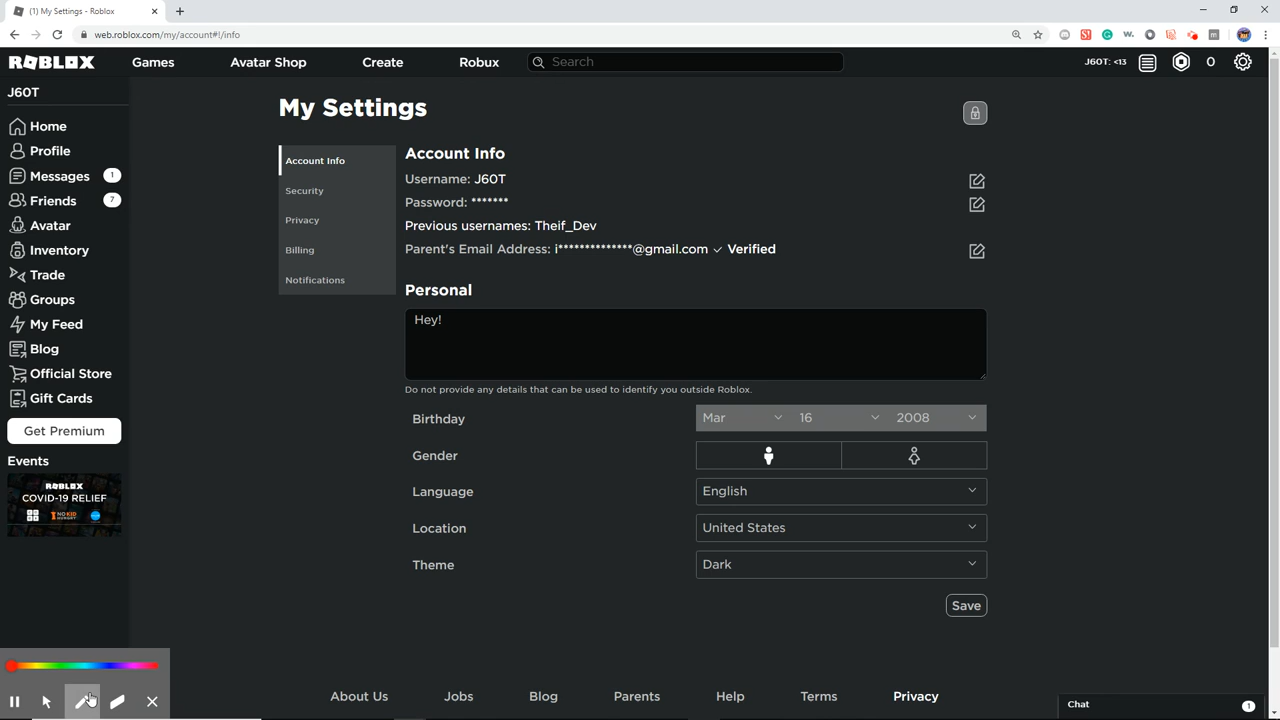 (1) My Settings - Roblox
web.roblox.com/my/account#!/info
ROBLOX
Games
Avatar Shop
Create
Robux
Search
J6OT: <13
0
J6OT
Home
Profile
Messages
1
Friends
7
Avatar
Inventory
Trade
Groups
My Feed
Blog
Official Store
Gift Cards
Get Premium
Events
ROBLOX
COVID-19 RELIEF
NO KID
HUNGRY
My Settings
Account Info
Security
Privacy
Billing
Notifications
Account Info
Username: J6OT
Password: *******
Previous usernames: Theif_Dev
Parent's Email Address: i**************@gmail.com ✓ Verified
Personal
Hey!
Do not provide any details that can be used to identify you outside Roblox.
Birthday
Mar
16
2008
Gender
Language
English
Location
United States
Theme
Dark
Save
About Us
Jobs
Blog
Parents
Help
Terms
Privacy
Chat
1